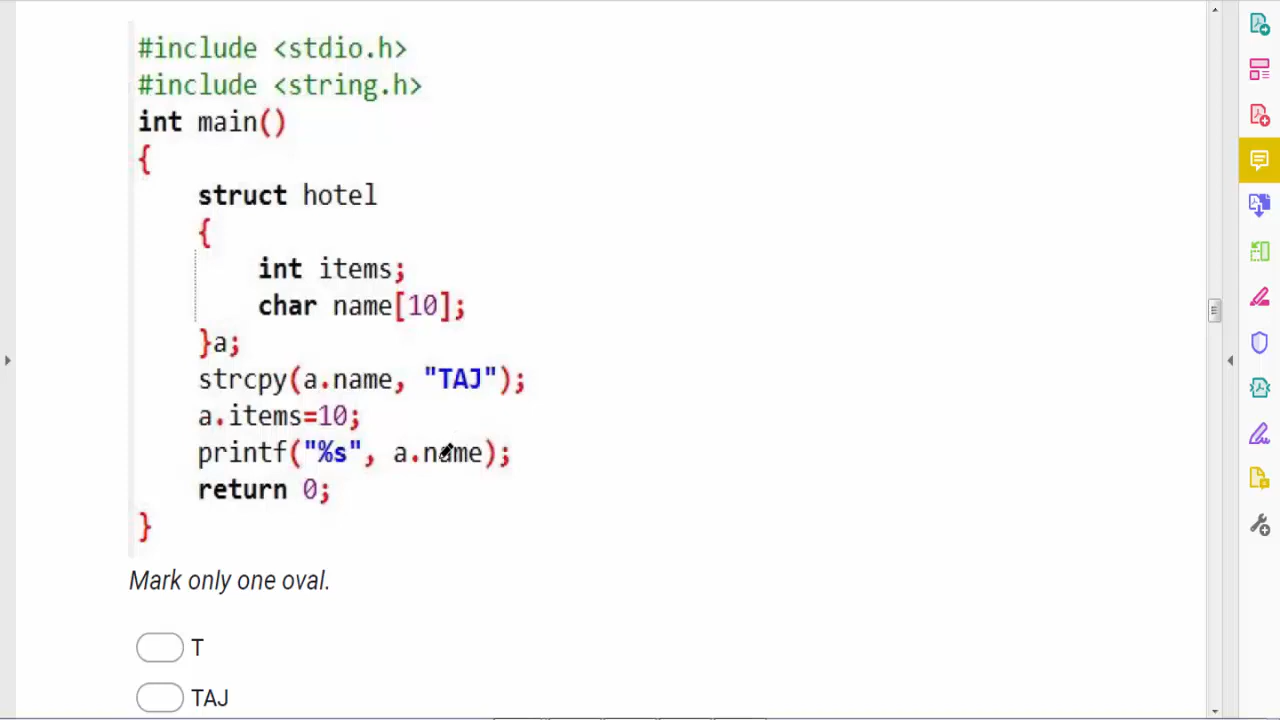 #include <stdio.h>
#include <string.h>
int main()
{
struct hotel
{
int items;
char name[10];
}a;
strcpy(a.name, "TAJ");
a.items=10;
printf("%s", a.name);
return 0;
}
Mark only one oval.
T
TAJ